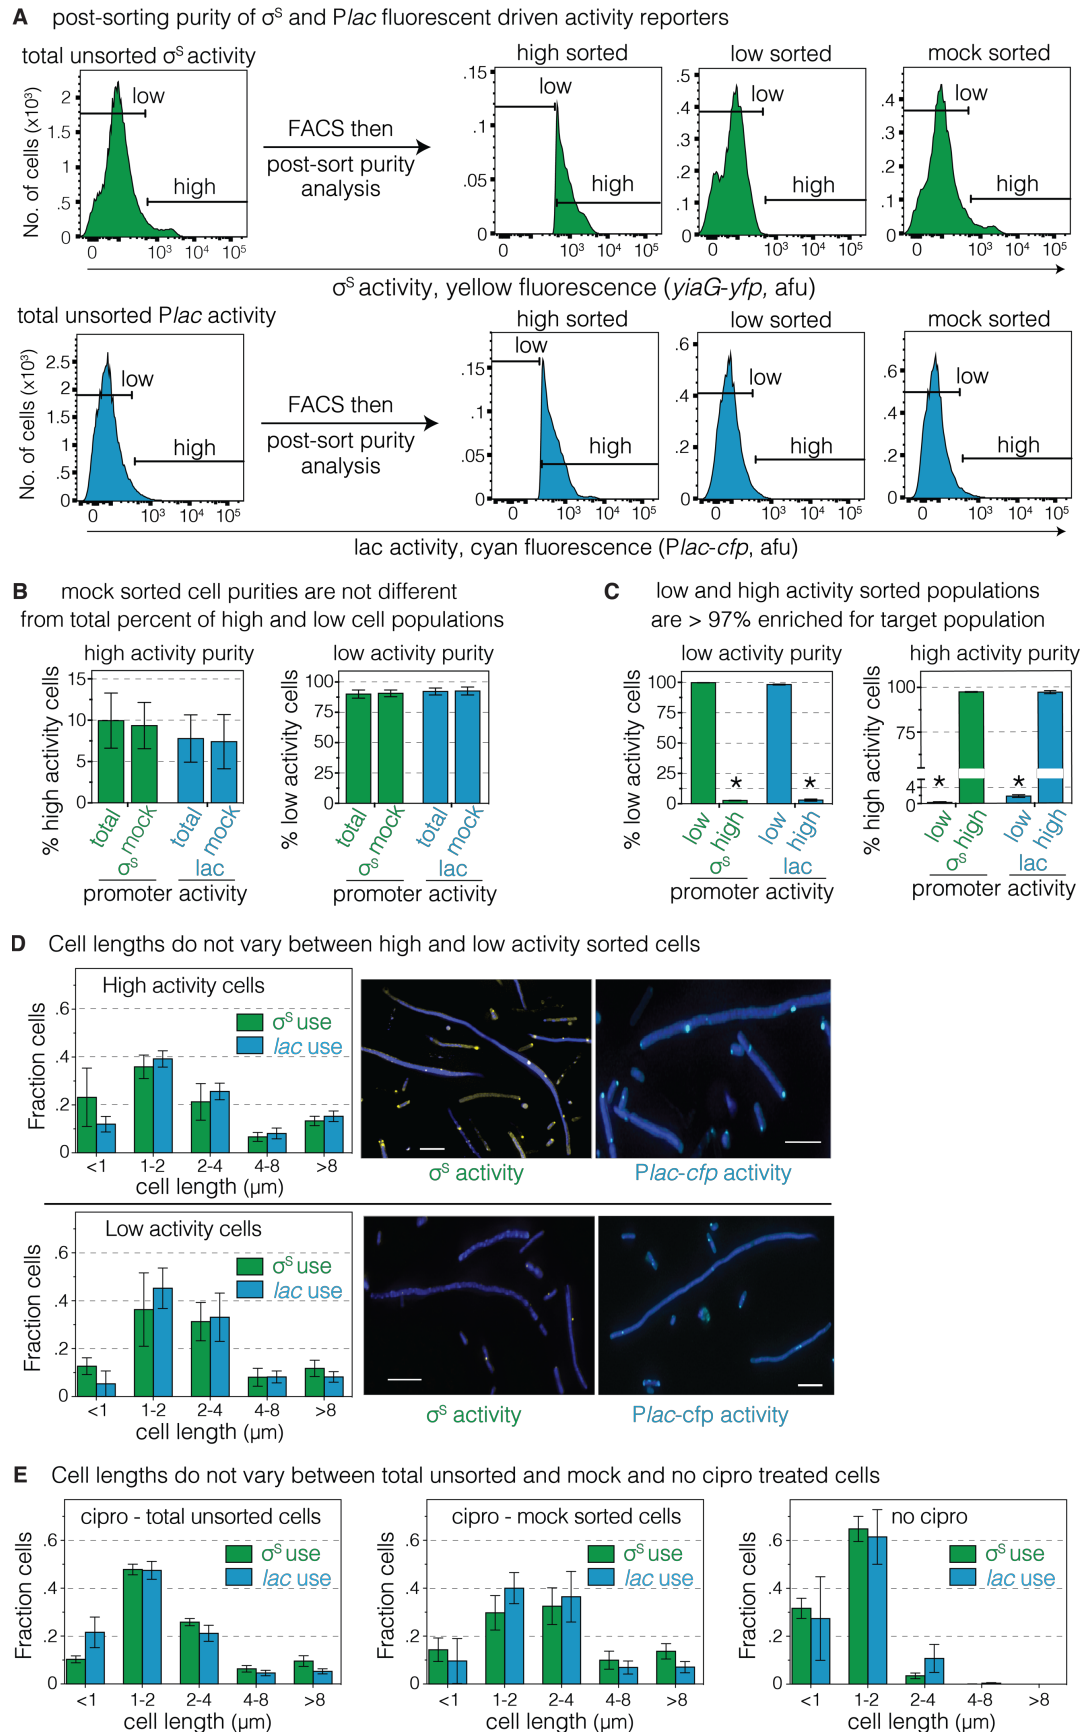 A post-sorting purity of σS and Plac fluorescent driven activity reporters
total unsorted σS activity
high sorted
low sorted
mock sorted
No. of cells (x10³)
2
1.5
1
.5
0
low
high
0 10³ 10⁴ 10⁵
FACS then
post-sort purity
analysis
.15
.1
.05
0
low
high
0 10³ 10⁴ 10⁵
.5
.4
.3
.2
.1
0
low
high
0 10³ 10⁴ 10⁵
.4
.3
.2
.1
0
low
high
0 10³ 10⁴ 10⁵
σS activity, yellow fluorescence (yiaG-yfp, afu)
total unsorted Plac activity
high sorted
low sorted
mock sorted
No. of cells (x10³)
2.5
2
1.5
1
.5
0
low
high
0 10³ 10⁴ 10⁵
FACS then
post-sort purity
analysis
.15
.1
.05
0
low
high
0 10³ 10⁴ 10⁵
.6
.4
.2
0
low
high
0 10³ 10⁴ 10⁵
.6
.4
.2
0
low
high
0 10³ 10⁴ 10⁵
lac activity, cyan fluorescence (Plac-cfp, afu)
B mock sorted cell purities are not different
from total percent of high and low cell populations
high activity purity
% high activity cells
15
10
5
0
total mock total mock
σS lac
promoter activity
low activity purity
% low activity cells
100
75
50
25
0
total mock total mock
σS lac
promoter activity
C low and high activity sorted populations
are > 97% enriched for target population
low activity purity
% low activity cells
100
75
50
25
0
* *
low high low high
σS lac
promoter activity
high activity purity
% high activity cells
100
75
4
0
* *
low high low high
σS lac
promoter activity
D Cell lengths do not vary between high and low activity sorted cells
High activity cells
Fraction cells
.6
.4
.2
0
σS use
lac use
<1 1-2 2-4 4-8 >8
cell length (µm)
σS activity
Plac-cfp activity
Low activity cells
Fraction cells
.6
.4
.2
0
σS use
lac use
<1 1-2 2-4 4-8 >8
cell length (µm)
σS activity
Plac-cfp activity
E Cell lengths do not vary between total unsorted and mock and no cipro treated cells
cipro - total unsorted cells
Fraction cells
.6
.4
.2
0
σS use
lac use
<1 1-2 2-4 4-8 >8
cell length (µm)
cipro - mock sorted cells
Fraction cells
.6
.4
.2
0
σS use
lac use
<1 1-2 2-4 4-8 >8
cell length (µm)
no cipro
Fraction cells
.6
.4
.2
0
σS use
lac use
<1 1-2 2-4 4-8 >8
cell length (µm)